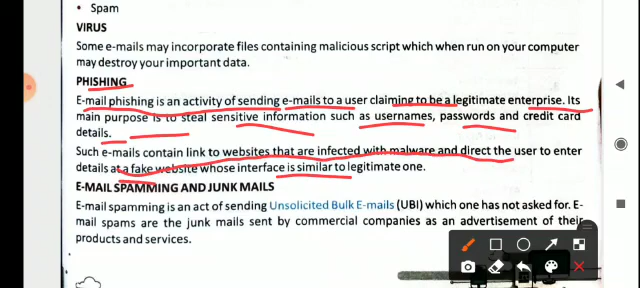 • Spam
VIRUS
Some e-mails may incorporate files containing malicious script which when run on your computer
may destroy your important data.
PHISHING
E-mail phishing is an activity of sending e-mails to a user claiming to be a legitimate enterprise. Its
main purpose is to steal sensitive information such as usernames, passwords and credit card
details.
Such e-mails contain link to websites that are infected with malware and direct the user to enter
details at a fake website whose interface is similar to legitimate one.
E-MAIL SPAMMING AND JUNK MAILS
E-mail spamming is an act of sending Unsolicited Bulk E-mails (UBI) which one has not asked for. E-
mail spams are the junk mails sent by commercial companies as an advertisement of their
products and services.